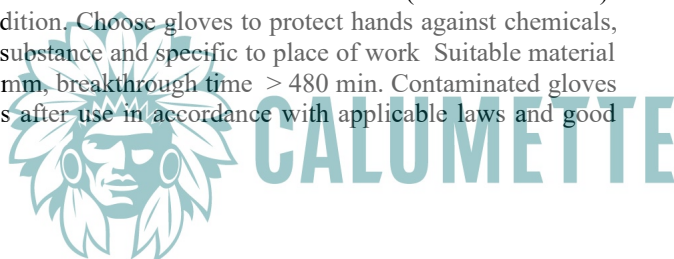 dition. Choose gloves to protect hands against chemicals,
substance and specific to place of work Suitable material
mm, breakthrough time > 480 min. Contaminated gloves
s after use in accordance with applicable laws and good
CALUMETTE